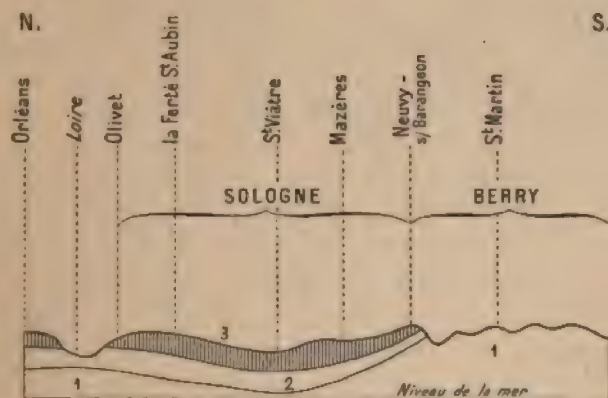 N. S.
Orléans
Loire
Olivet
la Ferté St Aubin
St Viâtre
Mazères
Neuvy-
s/ Barangeon
St Martin
SOLOGNE BERRY
3
1 2 1
Niveau de la mer